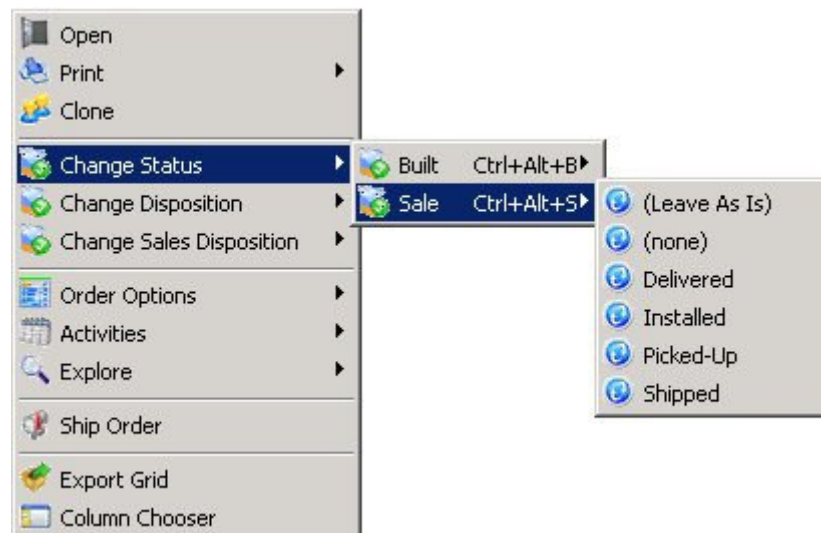 Open
Print
Clone
Change Status
Change Disposition
Change Sales Disposition
Order Options
Activities
Explore
Ship Order
Export Grid
Column Chooser
Built Ctrl+Alt+B
Sale Ctrl+Alt+S
(Leave As Is)
(none)
Delivered
Installed
Picked-Up
Shipped